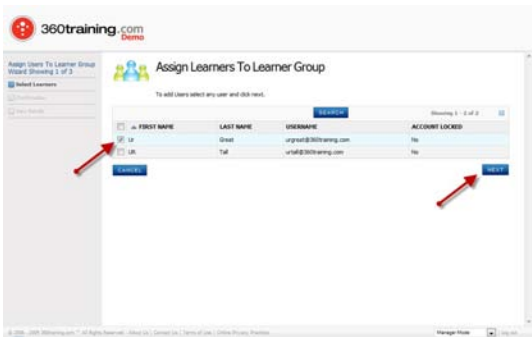 360training.com
Demo
Assign Users To Learner Group
Wizard Showing 1 of 3
Select Learners
Assign Learners To Learner Group
To add Users select any user and click next.
SEARCH
Showing 1 - 2 of 2
FIRST NAME LAST NAME USERNAME ACCOUNT LOCKED
Ur Great urgreat@360training.com No
UR Tall urtall@360training.com No
CANCEL
NEXT
Manager Mode
log out